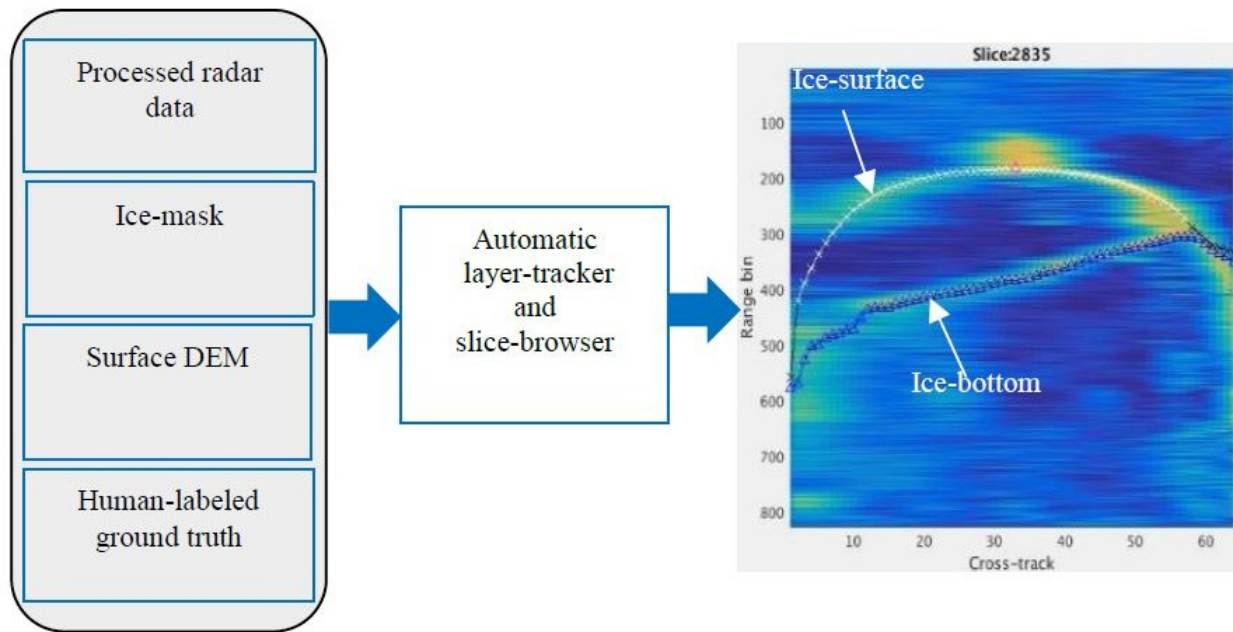 Processed radar
data
Ice-mask
Surface DEM
Human-labeled
ground truth
Automatic
layer-tracker
and
slice-browser
Slice:2835
Ice-surface
Ice-bottom
Range bin
100
200
300
400
500
600
700
800
10 20 30 40 50 60
Cross-track